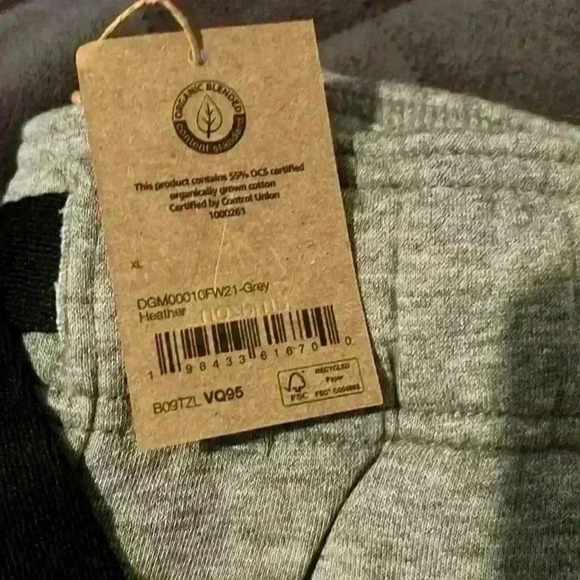 ORGANIC BLENDED
content standard
This product contains 55% OCS certified
organically grown cotton
Certified by Control Union
1000261
XL
DGM00010FW21-Grey
Heather
1 96433 61670 0
B09TZL VQ95
FSC
RECYCLED
Paper